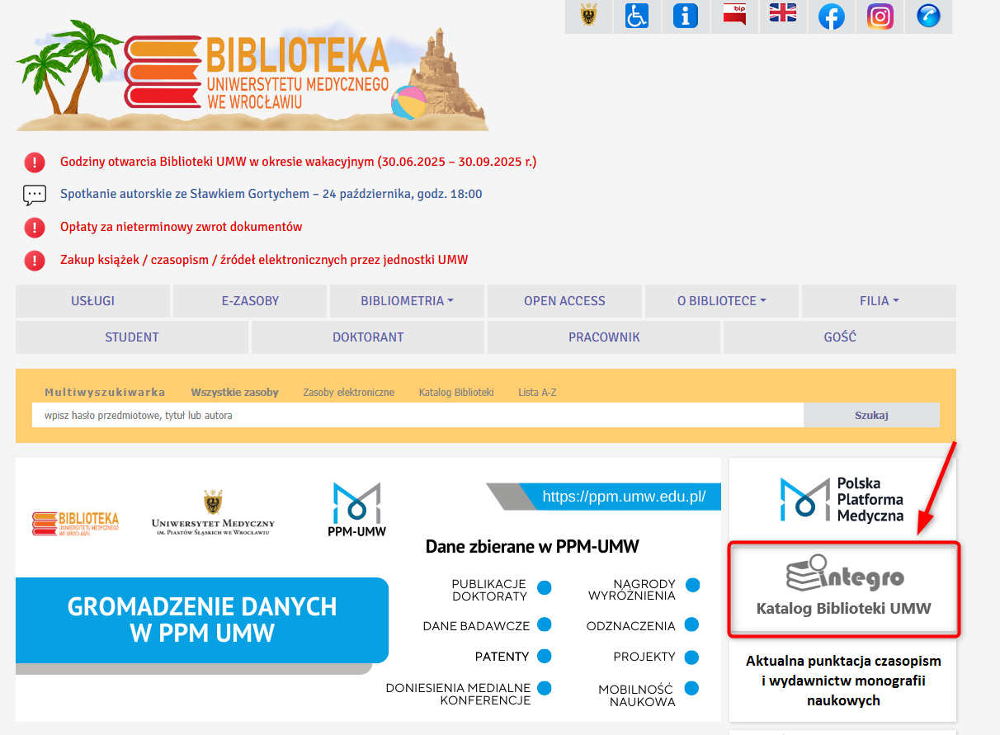 bip
BIBLIOTEKA
UNIWERSYTETU MEDYCZNEGO
WE WROCŁAWIU
Godziny otwarcia Biblioteki UMW w okresie wakacyjnym (30.06.2025 – 30.09.2025 r.)
Spotkanie autorskie ze Sławkiem Gortychem – 24 października, godz. 18:00
Opłaty za nieterminowy zwrot dokumentów
Zakup książek / czasopism / źródeł elektronicznych przez jednostki UMW
USŁUGI
E-ZASOBY
BIBLIOMETRIA
OPEN ACCESS
O BIBLIOTECE
FILIA
STUDENT
DOKTORANT
PRACOWNIK
GOŚĆ
Multiwyszukiwarka
Wszystkie zasoby
Zasoby elektroniczne
Katalog Biblioteki
Lista A-Z
wpisz hasło przedmiotowe, tytuł lub autora
Szukaj
BIBLIOTEKA
UNIWERSYTETU MEDYCZNEGO
WE WROCŁAWIU
UNIWERSYTET MEDYCZNY
IM. PIASTÓW ŚLĄSKICH WE WROCŁAWIU
PPM-UMW
https://ppm.umw.edu.pl/
Dane zbierane w PPM-UMW
GROMADZENIE DANYCH
W PPM UMW
PUBLIKACJE
DOKTORATY
DANE BADAWCZE
PATENTY
DONIESIENIA MEDIALNE
KONFERENCJE
NAGRODY
WYRÓŻNIENIA
ODZNACZENIA
PROJEKTY
MOBILNOŚĆ
NAUKOWA
Polska
Platforma
Medyczna
integro
Katalog Biblioteki UMW
Aktualna punktacja czasopism
i wydawnictw monografii
naukowych